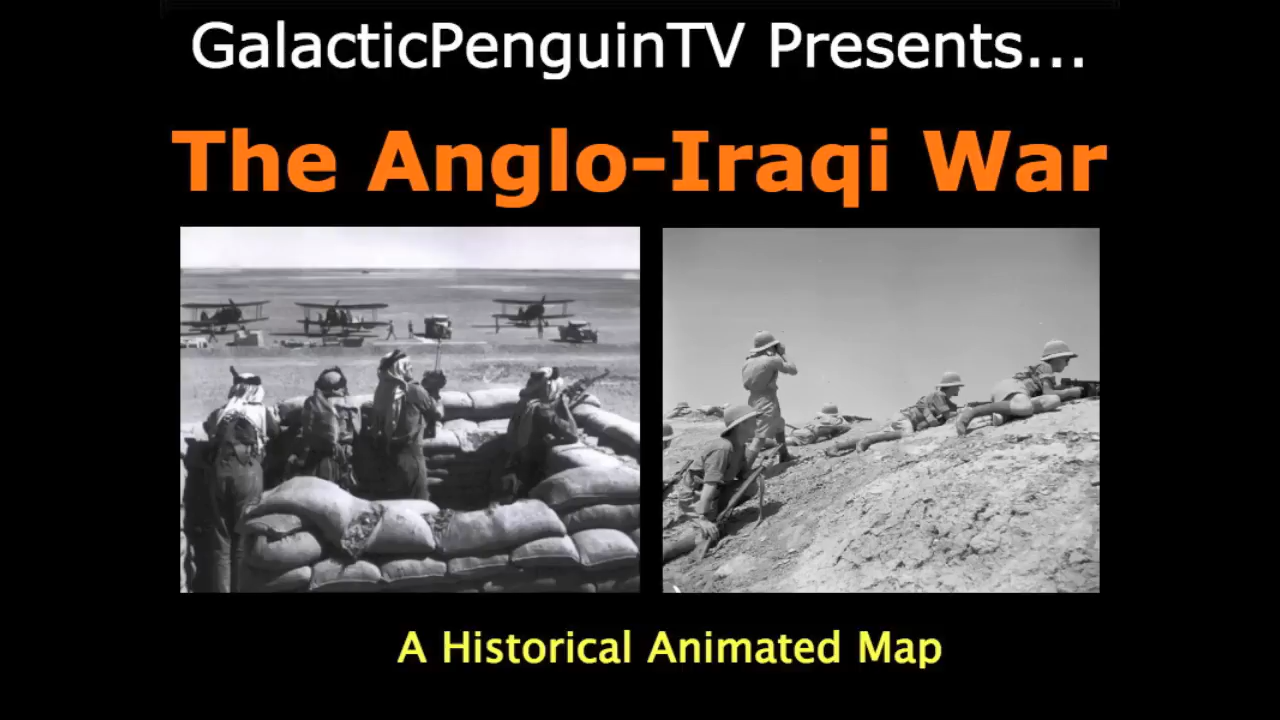 GalacticPenguinTV Presents...
The Anglo-Iraqi War
A Historical Animated Map